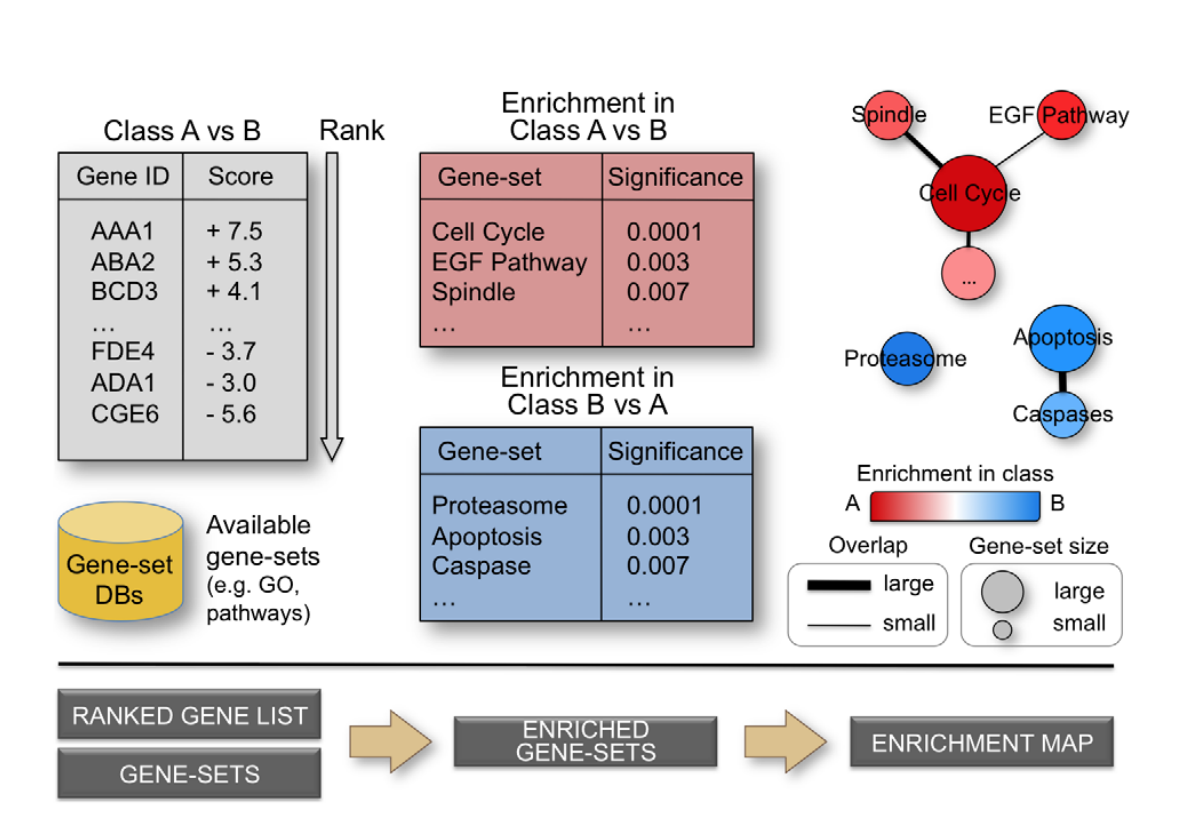 Class A vs B
Rank
Gene ID Score
AAA1 + 7.5
ABA2 + 5.3
BCD3 + 4.1
... ...
FDE4 - 3.7
ADA1 - 3.0
CGE6 - 5.6
Gene-set
DBs
Available
gene-sets
(e.g. GO,
pathways)
Enrichment in
Class A vs B
Gene-set Significance
Cell Cycle 0.0001
EGF Pathway 0.003
Spindle 0.007
... ...
Enrichment in
Class B vs A
Gene-set Significance
Proteasome 0.0001
Apoptosis 0.003
Caspase 0.007
... ...
Spindle
EGF Pathway
Cell Cycle
...
Apoptosis
Proteasome
Caspases
Enrichment in class
A B
Overlap
large
small
Gene-set size
large
small
RANKED GENE LIST
GENE-SETS
ENRICHED
GENE-SETS
ENRICHMENT MAP